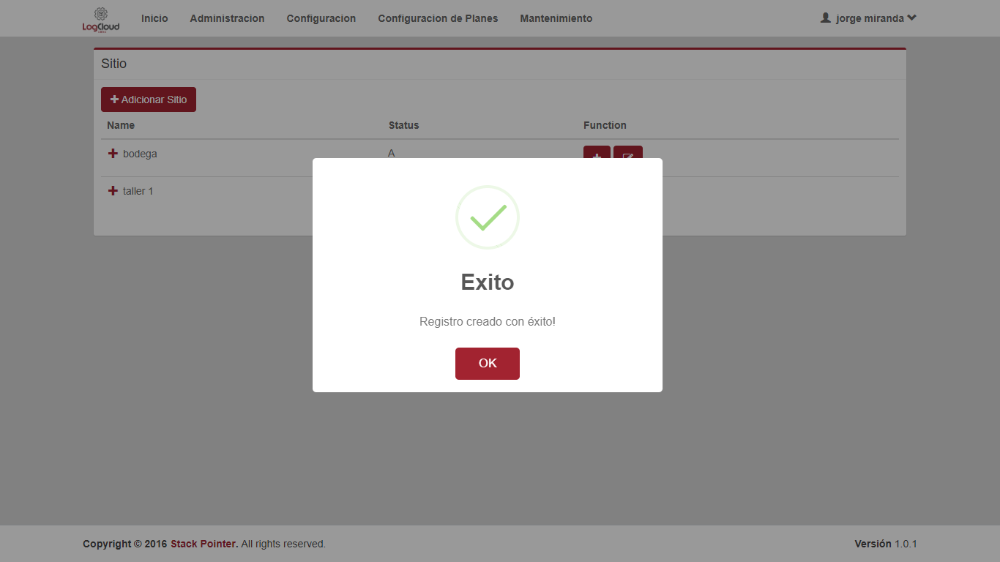 LogCloud
Inicio Administracion Configuracion Configuracion de Planes Mantenimiento jorge miranda
Sitio
Adicionar Sitio
Name Status Function
bodega A
taller 1
Exito
Registro creado con éxito!
OK
Copyright © 2016 Stack Pointer. All rights reserved. Versión 1.0.1